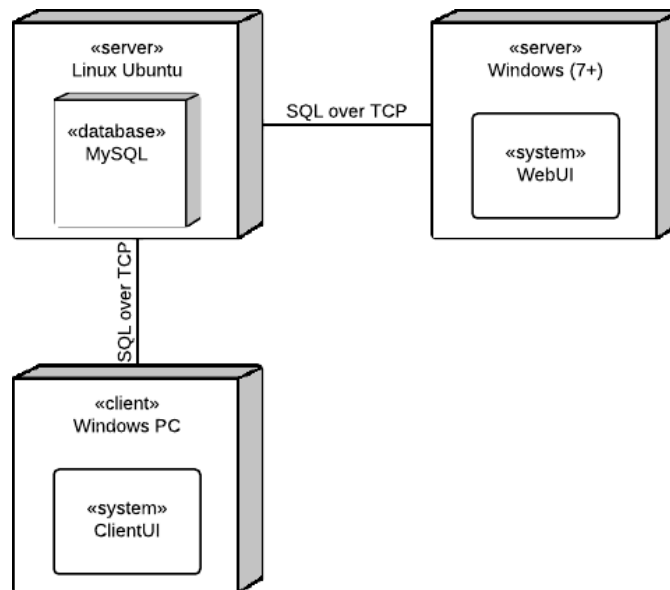 «server»
Linux Ubuntu
«database»
MySQL
SQL over TCP
«server»
Windows (7+)
«system»
WebUI
SQL over TCP
«client»
Windows PC
«system»
ClientUI